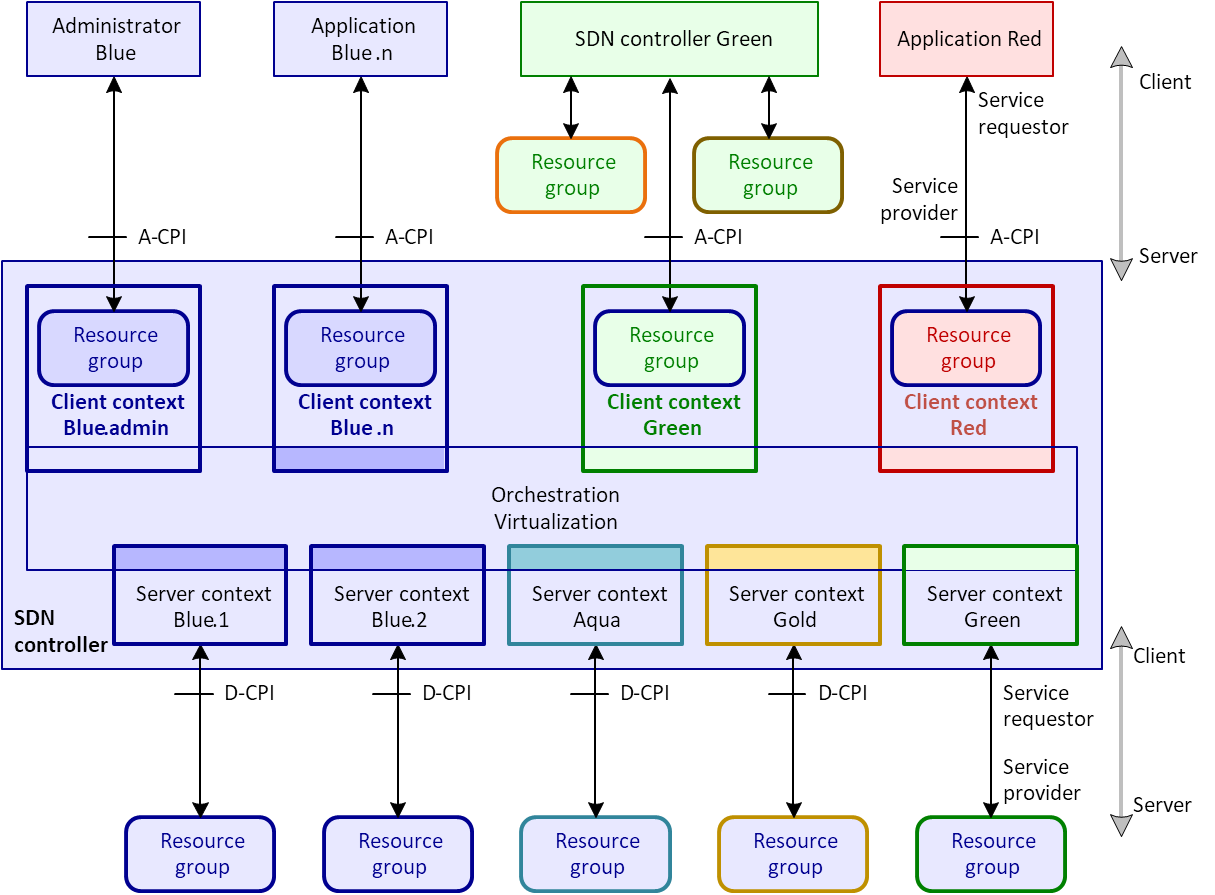 Administrator
Blue
Application
Blue .n
SDN controller Green
Application Red
Client
Service
requestor
Resource
group
Resource
group
Service
provider
A-CPI
A-CPI
A-CPI
A-CPI
Server
Resource
group
Resource
group
Resource
group
Resource
group
Client context
Blue.admin
Client context
Blue .n
Client context
Green
Client context
Red
Orchestration
Virtualization
Server context
Blue.1
Server context
Blue.2
Server context
Aqua
Server context
Gold
Server context
Green
SDN
controller
Client
D-CPI
D-CPI
D-CPI
D-CPI
Service
requestor
Service
provider
Server
Resource
group
Resource
group
Resource
group
Resource
group
Resource
group